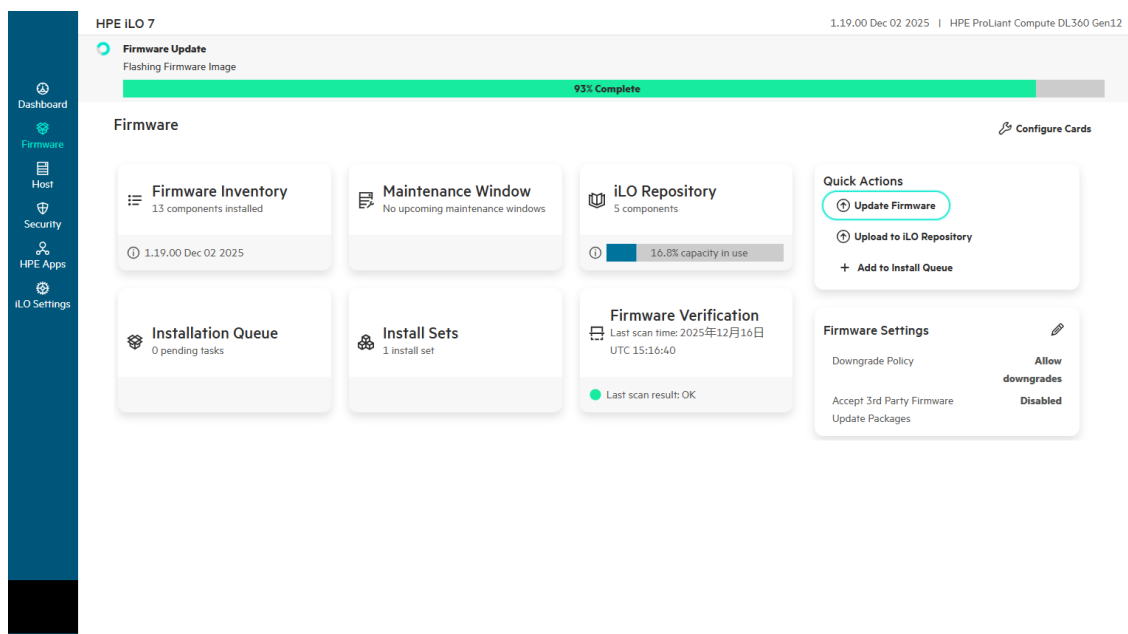 HPE iLO 7
1.19.00 Dec 02 2025 | HPE ProLiant Compute DL360 Gen12
Firmware Update
Flashing Firmware Image
93% Complete
Dashboard
Firmware
Host
Security
HPE Apps
iLO Settings
Firmware
Configure Cards
Firmware Inventory
13 components installed
1.19.00 Dec 02 2025
Maintenance Window
No upcoming maintenance windows
iLO Repository
5 components
16.8% capacity in use
Quick Actions
Update Firmware
Upload to iLO Repository
Add to Install Queue
Installation Queue
0 pending tasks
Install Sets
1 install set
Firmware Verification
Last scan time: 2025年12月16日
UTC 15:16:40
Last scan result: OK
Firmware Settings
Downgrade Policy
Allow
downgrades
Accept 3rd Party Firmware
Update Packages
Disabled